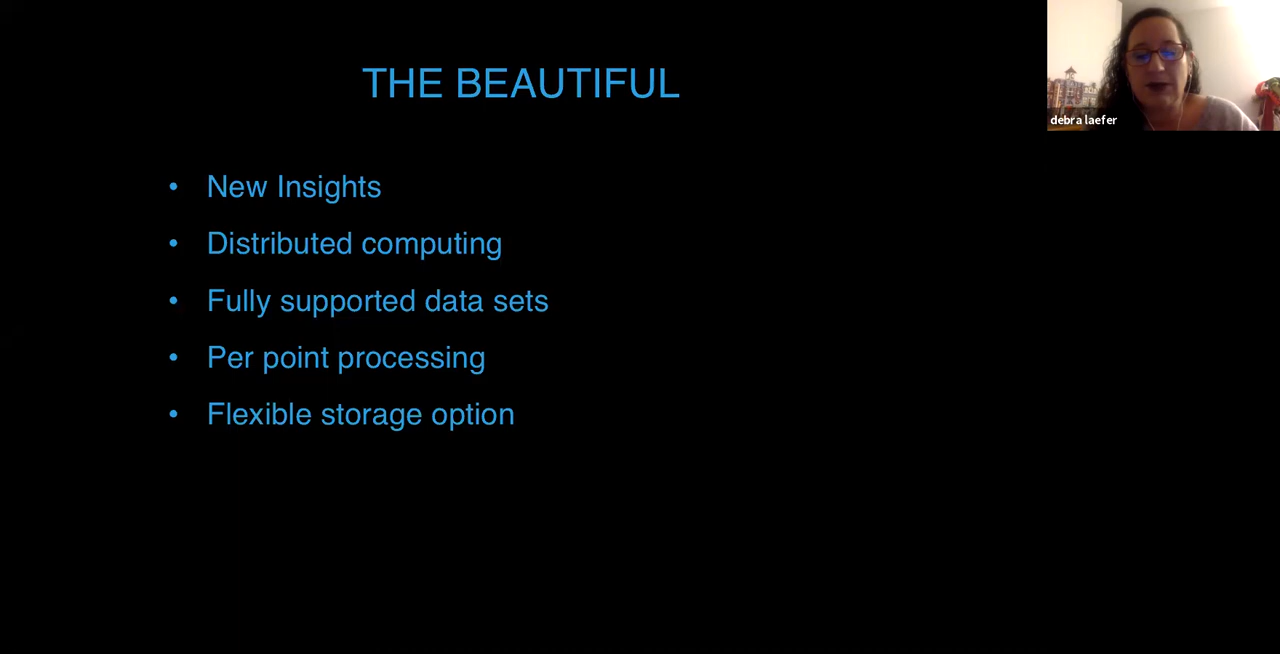 THE BEAUTIFUL
debra laefer
• New Insights
• Distributed computing
• Fully supported data sets
• Per point processing
• Flexible storage option